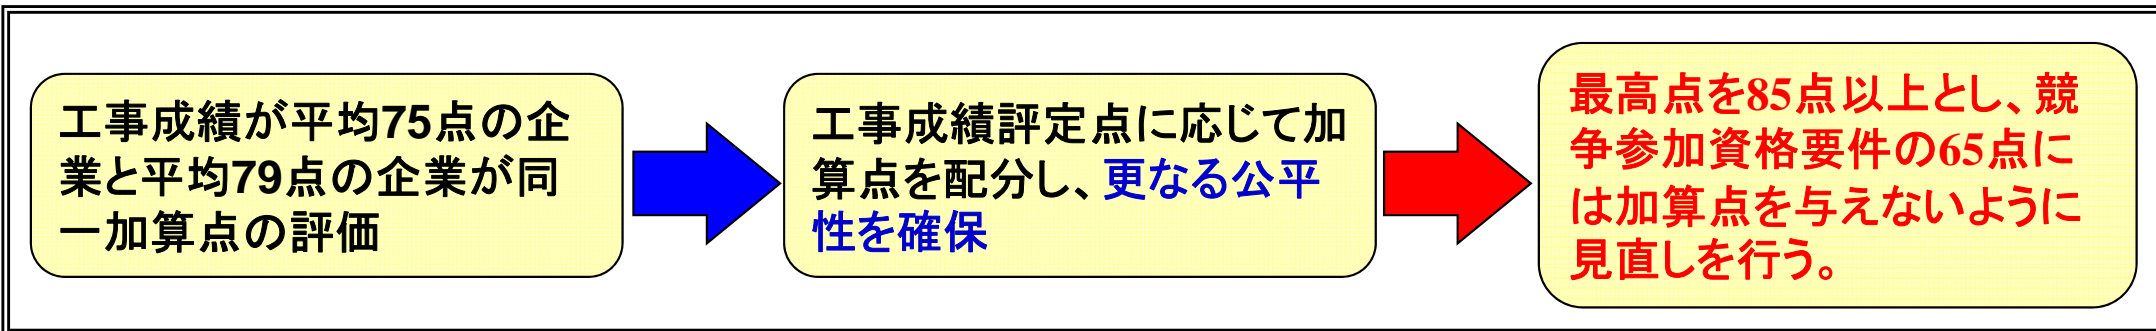 工事成績が平均75点の企
業と平均79点の企業が同
一加算点の評価
工事成績評定点に応じて加
算点を配分し、更なる公平
性を確保
最高点を85点以上とし、競
争参加資格要件の65点に
は加算点を与えないように
見直しを行う。